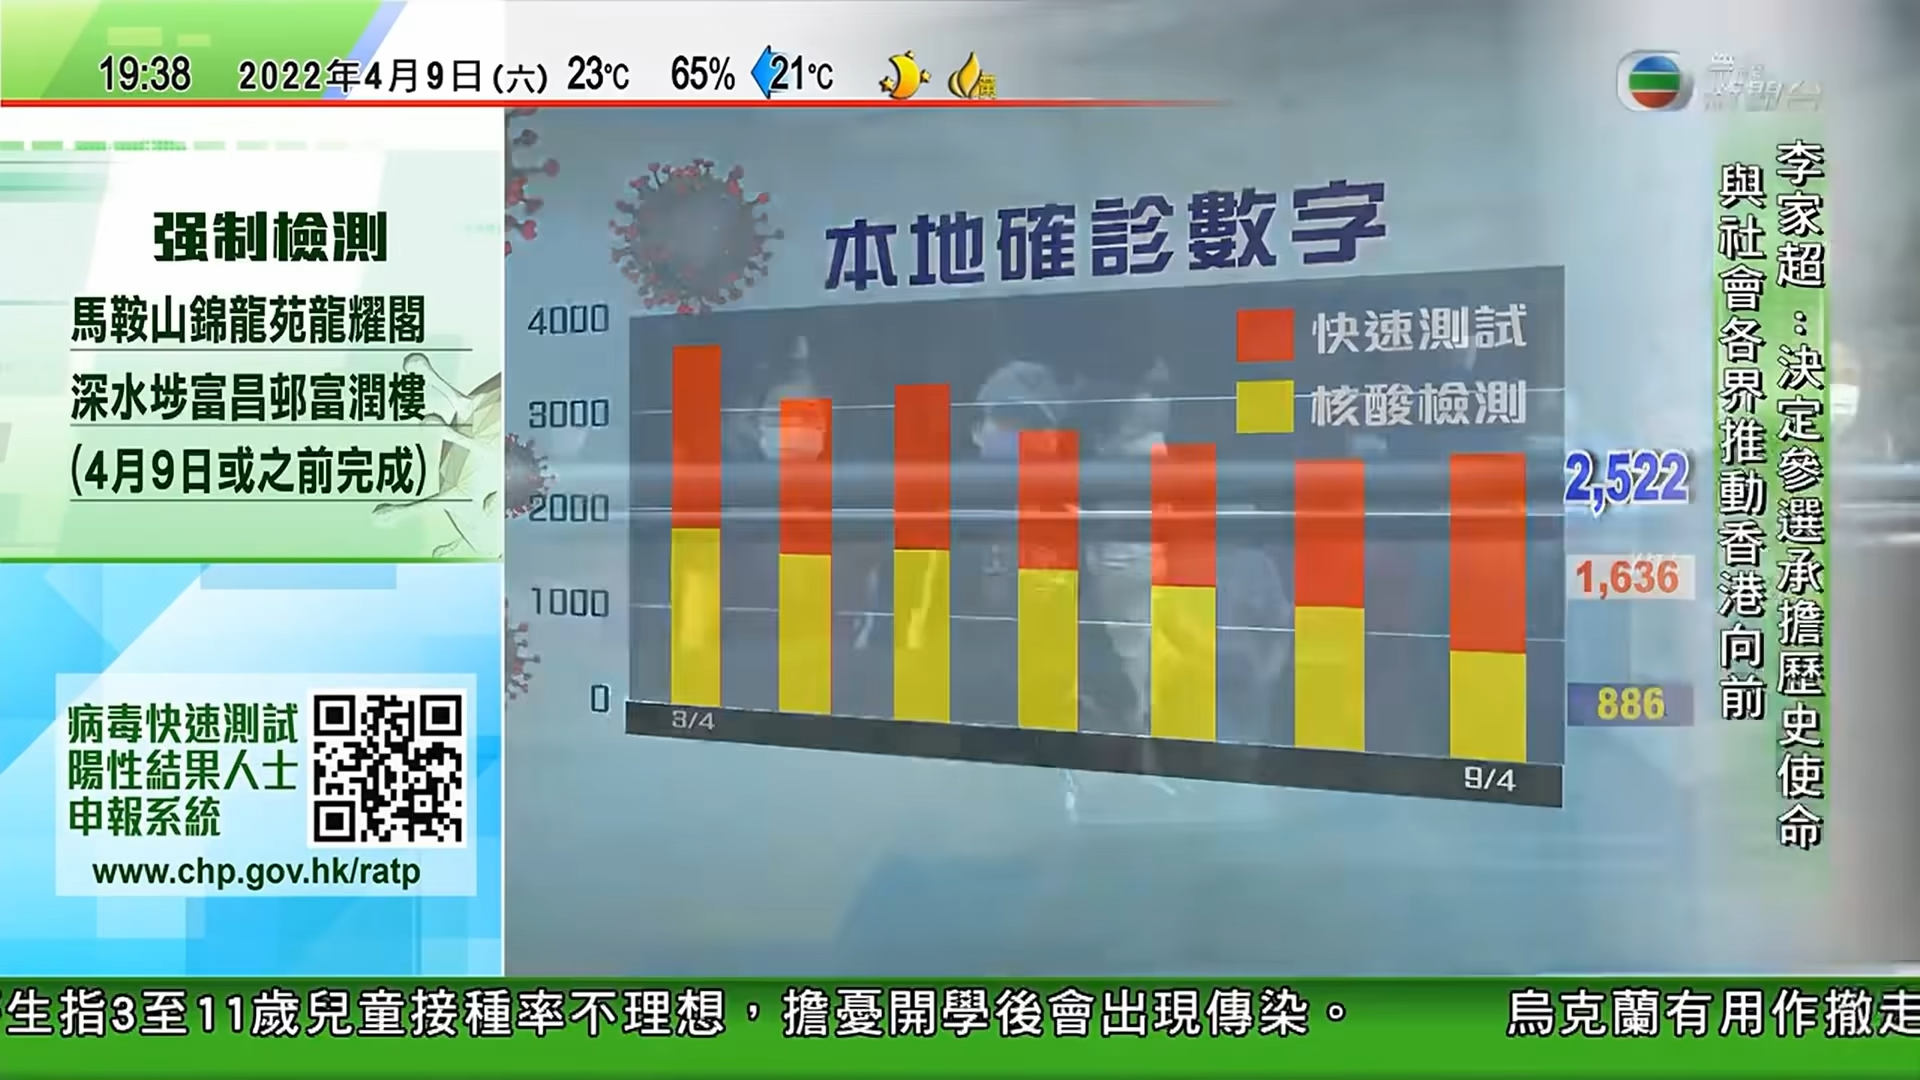 19:38 2022年4月9日(六) 23℃ 65% 21℃
强制檢測
馬鞍山錦龍苑龍耀閣
深水埗富昌邨富潤樓
(4月9日或之前完成)
病毒快速測試
陽性結果人士
申報系統
www.chp.gov.hk/ratp
本地確診數字
快速測試
核酸檢測
4000
3000
2000
1000
0
3/4
9/4
2,522
1,636
886
李家超：決定參選承擔歷史使命
與社會各界推動香港向前
生指3至11歲兒童接種率不理想，擔憂開學後會出現傳染。 烏克蘭有用作撤走